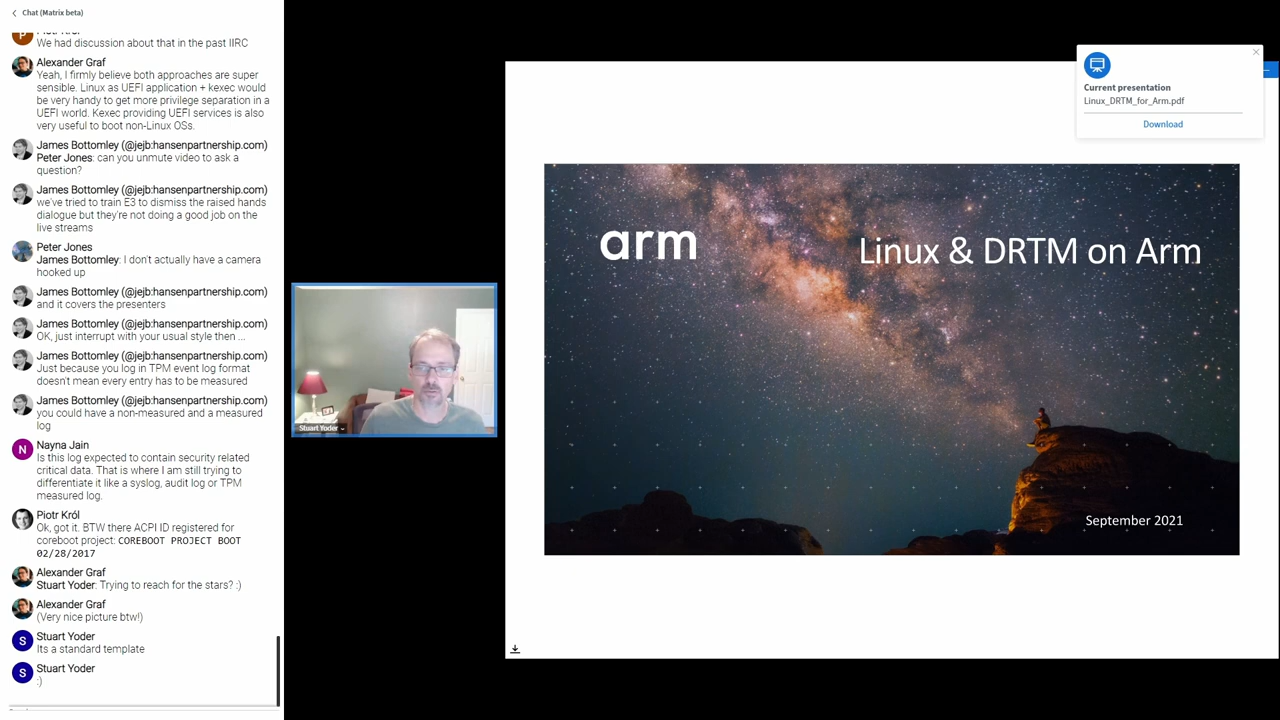 Chat (Matrix beta)
We had discussion about that in the past IIRC
Alexander Graf
Yeah, I firmly believe both approaches are super
sensible. Linux as UEFI application + kexec would
be very handy to get more privilege separation in a
UEFI world. Kexec providing UEFI services is also
very useful to boot non-Linux OSs.
James Bottomley (@jejb:hansenpartnership.com)
Peter Jones: can you unmute video to ask a
question?
James Bottomley (@jejb:hansenpartnership.com)
we've tried to train E3 to dismiss the raised hands
dialogue but they're not doing a good job on the
live streams
Peter Jones
James Bottomley: I don't actually have a camera
hooked up
James Bottomley (@jejb:hansenpartnership.com)
and it covers the presenters
James Bottomley (@jejb:hansenpartnership.com)
OK, just interrupt with your usual style then ...
James Bottomley (@jejb:hansenpartnership.com)
Just because you log in TPM event log format
doesn't mean every entry has to be measured
James Bottomley (@jejb:hansenpartnership.com)
you could have a non-measured and a measured
log
N
Nayna Jain
Is this log expected to contain security related
critical data. That is where I am still trying to
differentiate it like a syslog, audit log or TPM
measured log.
Piotr Król
Ok, got it. BTW there ACPI ID registered for
coreboot project: COREBOOT PROJECT BOOT
02/28/2017
Alexander Graf
Stuart Yoder: Trying to reach for the stars? :)
Alexander Graf
(Very nice picture btw!)
S
Stuart Yoder
Its a standard template
S
Stuart Yoder
:)
Stuart Yoder
Current presentation
Linux_DRTM_for_Arm.pdf
Download
arm
Linux & DRTM on Arm
September 2021